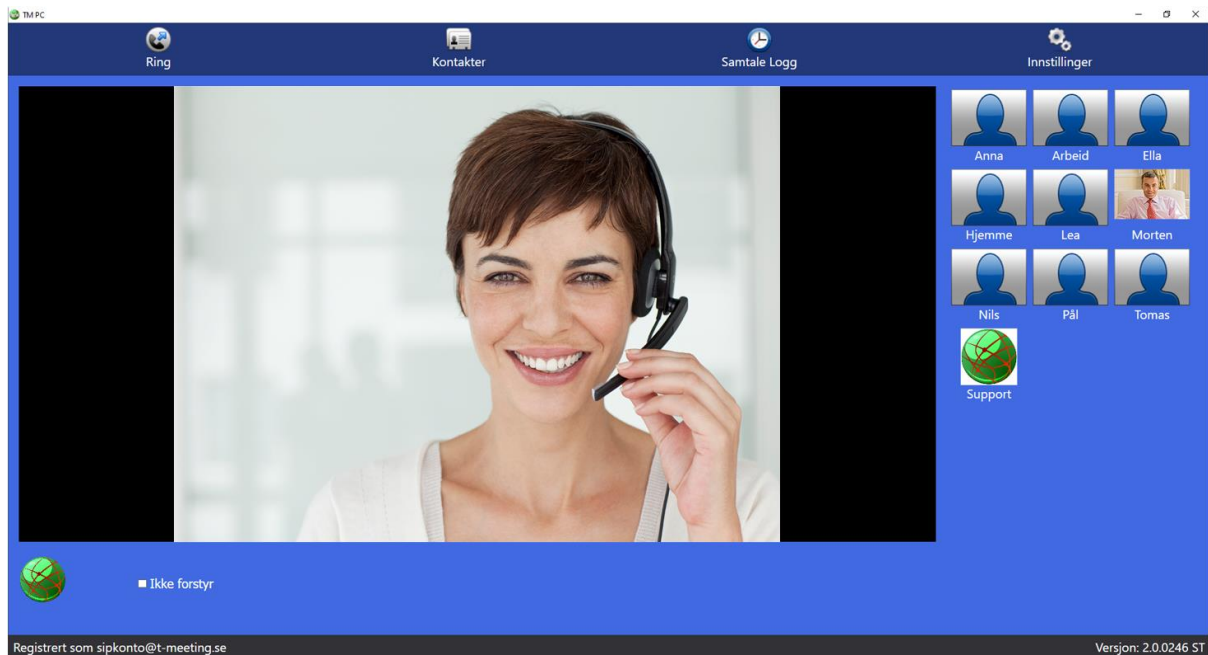 TM PC
Ring
Kontakter
Samtale Logg
Innstillinger
Anna
Arbeid
Ella
Hjemme
Lea
Morten
Nils
Pål
Tomas
Support
Ikke forstyr
Registrert som sipkonto@t-meeting.se
Versjon: 2.0.0246 ST